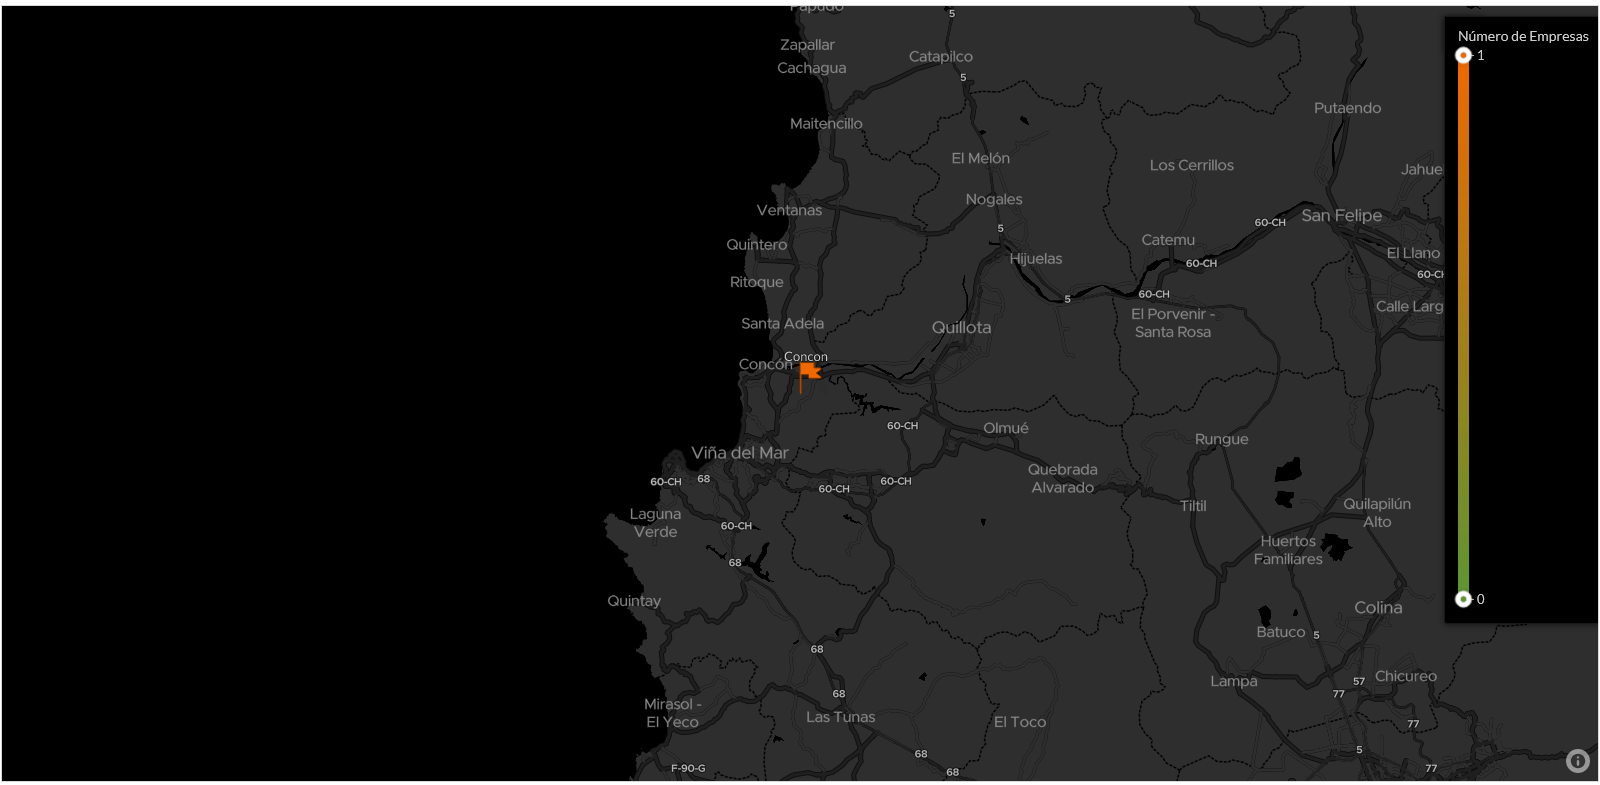 Papudo
5
Número de Empresas
Zapallar
Catapilco
1
Cachagua
5
Putaendo
Maitencillo
El Melón
Los Cerrillos
Jahuel
Nogales
Ventanas
San Felipe
60-CH
5
Quintero
Catemu
El Llano
Hijuelas
60-CH
60-CH
Ritoque
60-CH
5
Calle Larg
El Porvenir -
Santa Rosa
Santa Adela
Quillota
Concon
Concón
60-CH
Olmué
Rungue
Viña del Mar
Quebrada
Alvarado
60-CH
68
60-CH
60-CH
Tiltil
Quilapilún
Alto
Laguna
Verde
60-CH
Huertos
Familiares
68
Quintay
0
Colina
Batuco
5
68
Chicureo
Lampa
57
68
77
Mirasol -
El Yeco
Las Tunas
El Toco
77
68
5
F-90-G
68
77